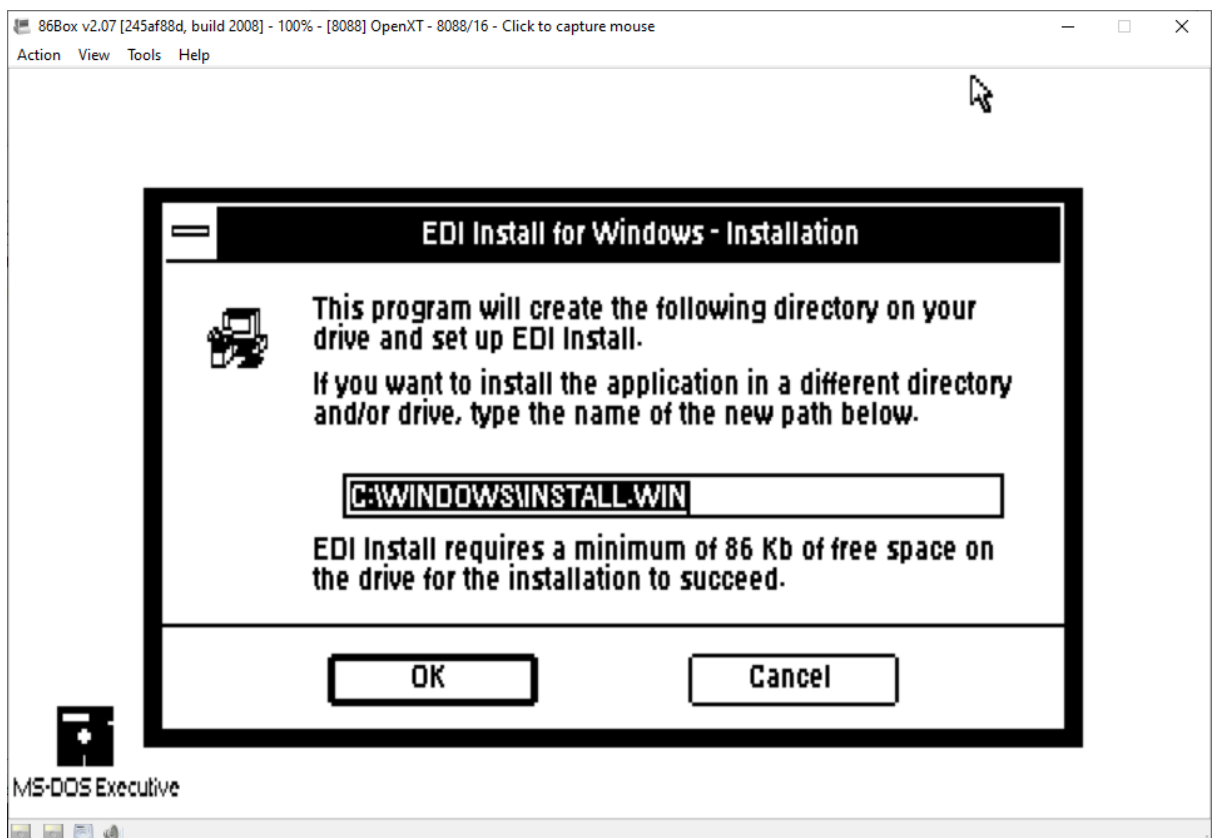 86Box v2.07 [245af88d, build 2008] - 100% - [8088] OpenXT - 8088/16 - Click to capture mouse
Action View Tools Help
EDI Install for Windows - Installation
This program will create the following directory on your
drive and set up EDI Install.
If you want to install the application in a different directory
and/or drive, type the name of the new path below.
C:\WINDOWS\INSTALL.WIN
EDI Install requires a minimum of 86 Kb of free space on
the drive for the installation to succeed.
OK Cancel
MS-DOS Executive